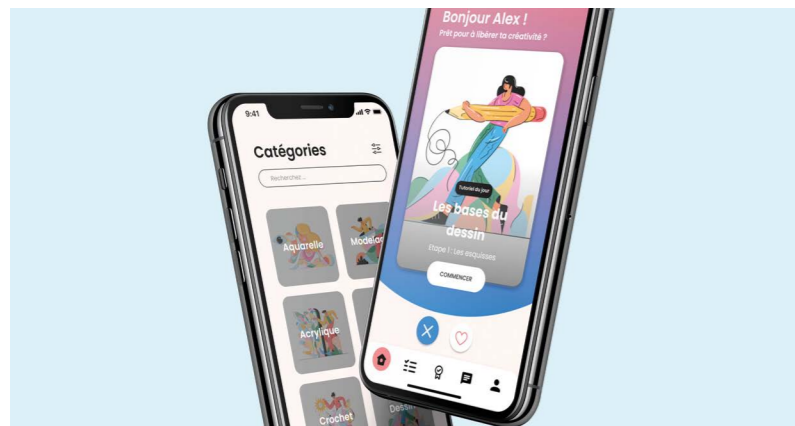 9:41
Catégories
Recherchez ...
Aquarelle
Acrylique
Crochet
Dessin
Bonjour Alex !
Prêt pour à libérer ta créativité ?
Tutoriel du jour
Les bases du
dessin
Etape 1 : Les esquisses
COMMENCER